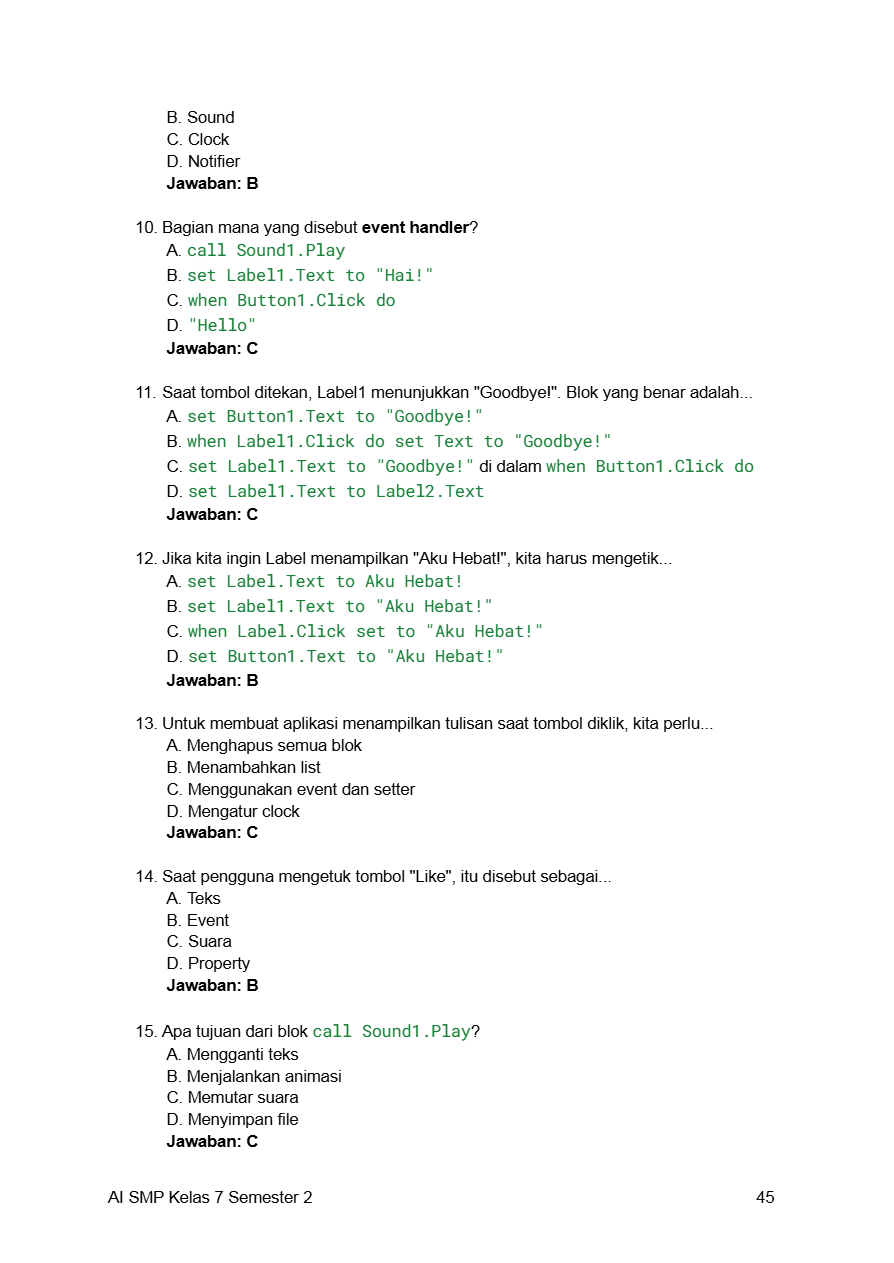 B. Sound
C. Clock
D. Notifier
Jawaban: B
10. Bagian mana yang disebut event handler?
A. call Sound1.Play
B. set Label1.Text to "Hai!"
C. when Button1.Click do
D. "Hello"
Jawaban: C
11. Saat tombol ditekan, Label1 menunjukkan "Goodbye!". Blok yang benar adalah...
A. set Button1.Text to "Goodbye!"
B. when Label1.Click do set Text to "Goodbye!"
C. set Label1.Text to "Goodbye!" di dalam when Button1.Click do
D. set Label1.Text to Label2.Text
Jawaban: C
12. Jika kita ingin Label menampilkan "Aku Hebat!", kita harus mengetik...
A. set Label.Text to Aku Hebat!
B. set Label1.Text to "Aku Hebat!"
C. when Label.Click set to "Aku Hebat!"
D. set Button1.Text to "Aku Hebat!"
Jawaban: B
13. Untuk membuat aplikasi menampilkan tulisan saat tombol diklik, kita perlu...
A. Menghapus semua blok
B. Menambahkan list
C. Menggunakan event dan setter
D. Mengatur clock
Jawaban: C
14. Saat pengguna mengetuk tombol "Like", itu disebut sebagai...
A. Teks
B. Event
C. Suara
D. Property
Jawaban: B
15. Apa tujuan dari blok call Sound1.Play?
A. Mengganti teks
B. Menjalankan animasi
C. Memutar suara
D. Menyimpan file
Jawaban: C
AI SMP Kelas 7 Semester 2 45